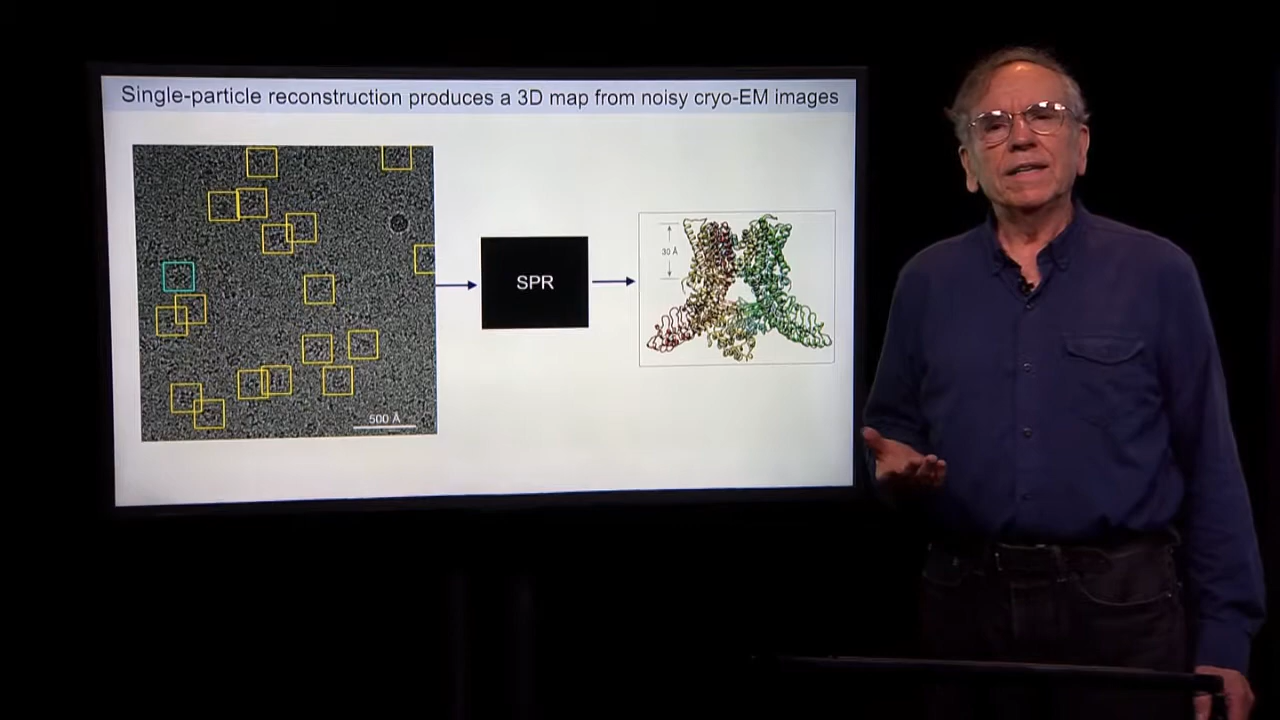 Single-particle reconstruction produces a 3D map from noisy cryo-EM images
SPR
30 Å
500 Å